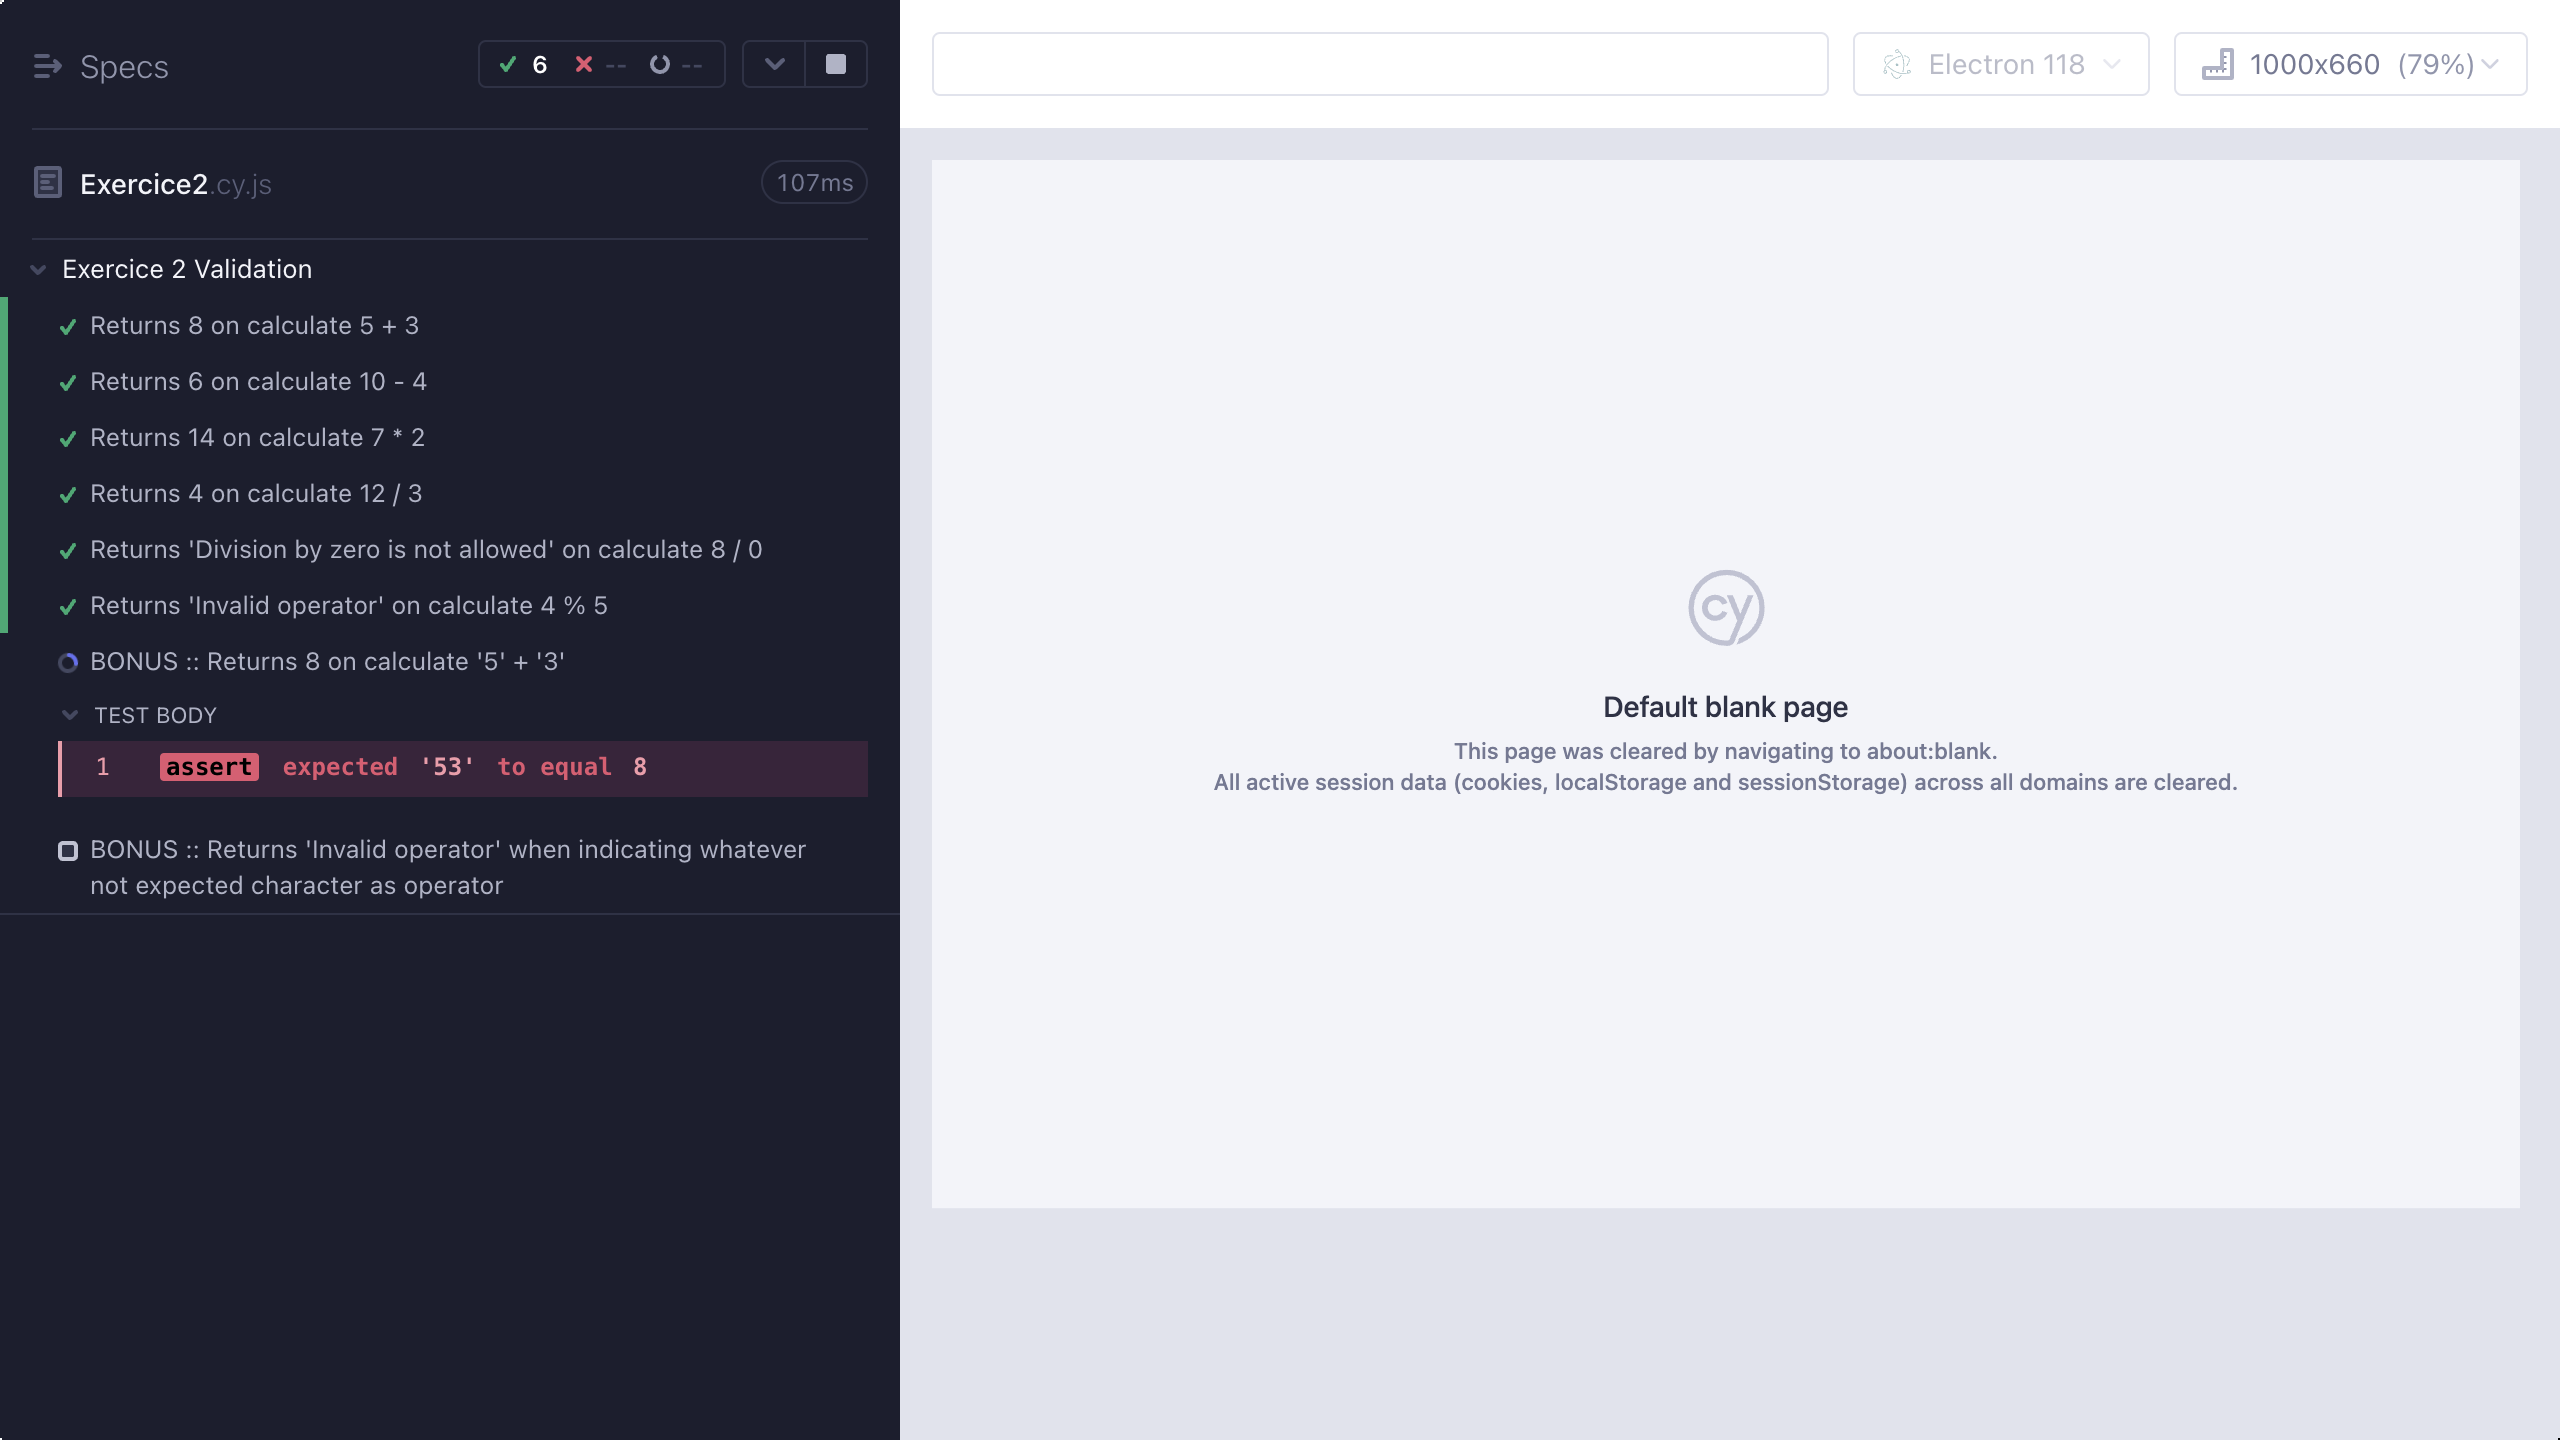 Specs
6 -- --
Exercice2.cy.js
107ms
Exercice 2 Validation
Returns 8 on calculate 5 + 3
Returns 6 on calculate 10 - 4
Returns 14 on calculate 7 * 2
Returns 4 on calculate 12 / 3
Returns 'Division by zero is not allowed' on calculate 8 / 0
Returns 'Invalid operator' on calculate 4 % 5
BONUS :: Returns 8 on calculate '5' + '3'
TEST BODY
1 assert expected '53' to equal 8
BONUS :: Returns 'Invalid operator' when indicating whatever
not expected character as operator
Electron 118
1000x660 (79%)
cy
Default blank page
This page was cleared by navigating to about:blank.
All active session data (cookies, localStorage and sessionStorage) across all domains are cleared.